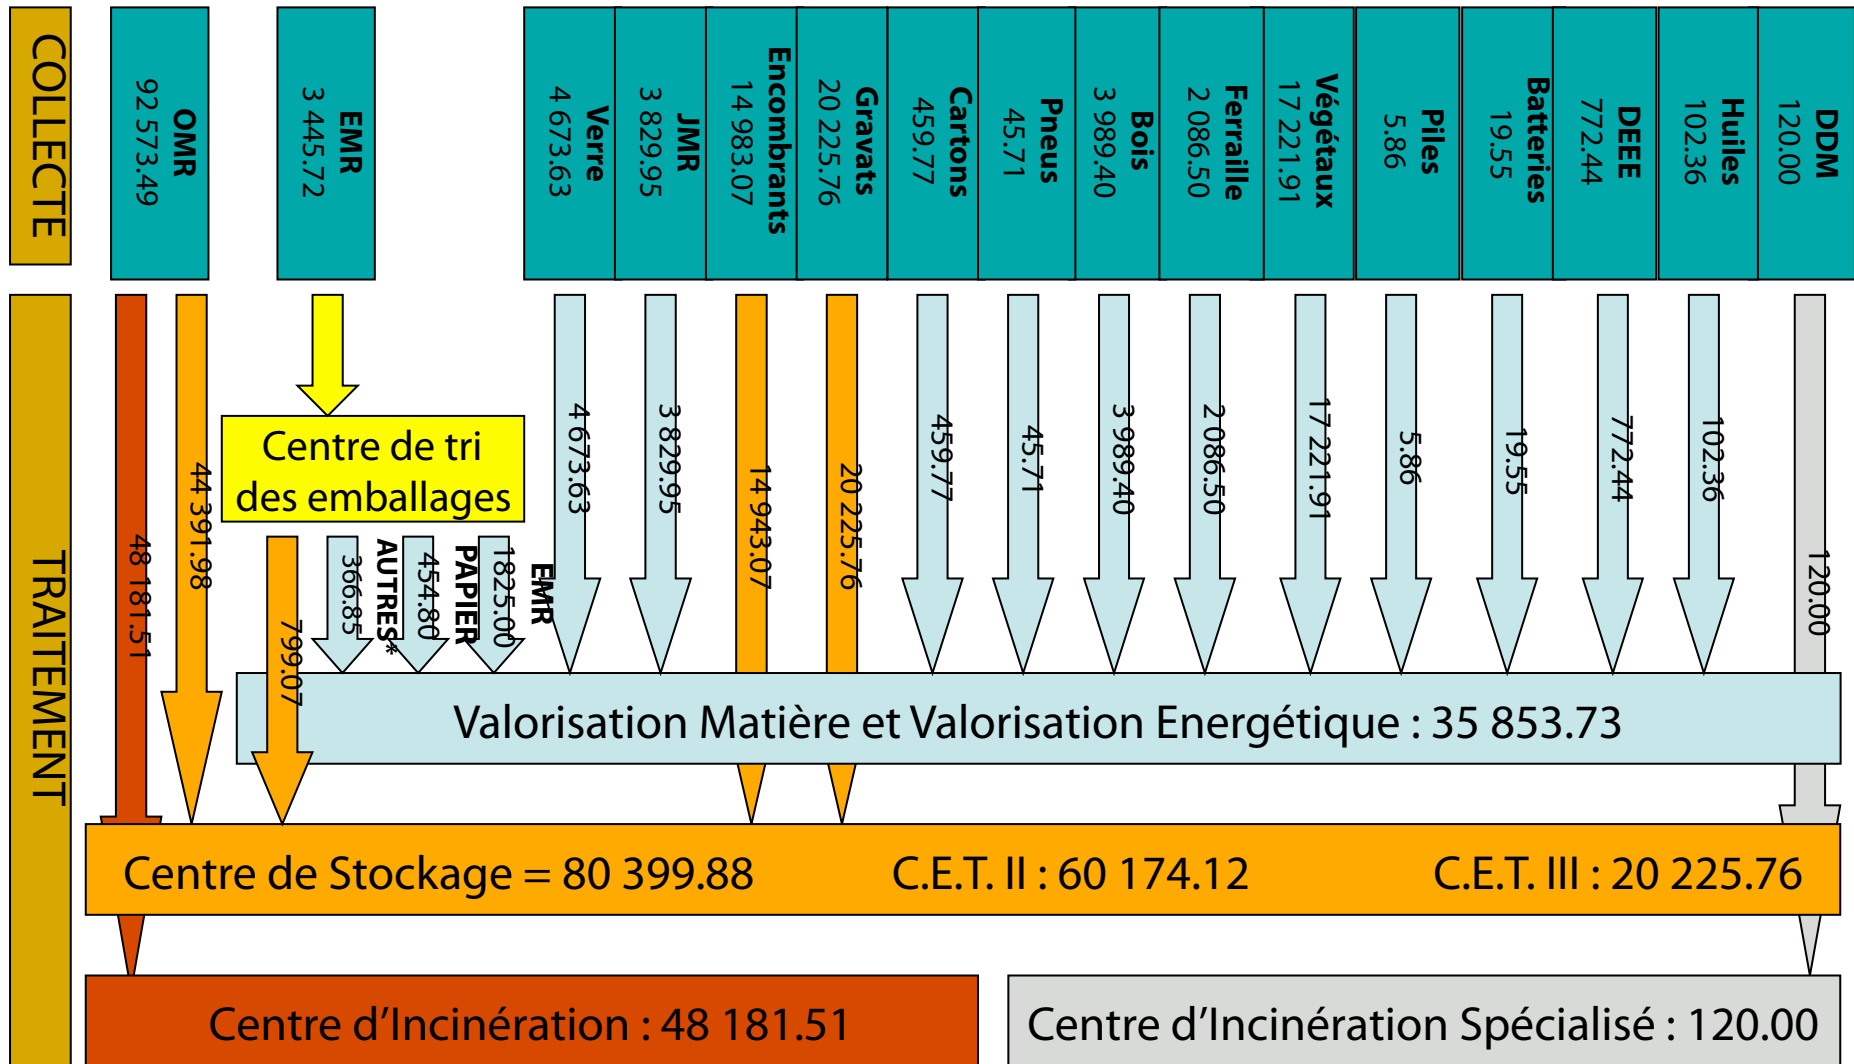 COLLECTE
OMR
92 573.49
EMR
3 445.72
Verre
4 673.63
JMR
3 829.95
Encombrants
14 983.07
Gravats
20 225.76
Cartons
459.77
Pneus
45.71
Bois
3 989.40
Ferraille
2 086.50
Végétaux
17 221.91
Piles
5.86
Batteries
19.55
DEEE
772.44
Huiles
102.36
DDM
120.00
TRAITEMENT
48 181.51
44 391.98
Centre de tri
des emballages
799.07
366.85
AUTRES*
454.80
PAPIER
1825.00
EMR
4 673.63
3 829.95
14 943.07
20 225.76
459.77
45.71
3 989.40
2 086.50
17 221.91
5.86
19.55
772.44
102.36
120.00
Valorisation Matière et Valorisation Energétique : 35 853.73
Centre de Stockage = 80 399.88 C.E.T. II : 60 174.12 C.E.T. III : 20 225.76
Centre d’Incinération : 48 181.51
Centre d’Incinération Spécialisé : 120.00